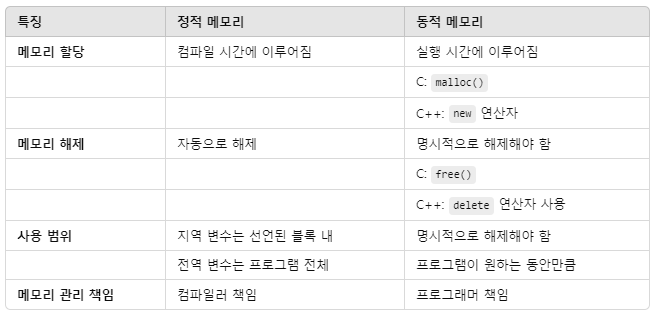 특징 정적 메모리 동적 메모리
메모리 할당 컴파일 시간에 이루어짐 실행 시간에 이루어짐
C: malloc()
C++: new 연산자
메모리 해제 자동으로 해제 명시적으로 해제해야 함
C: free()
C++: delete 연산자 사용
사용 범위 지역 변수는 선언된 블록 내 명시적으로 해제해야 함
전역 변수는 프로그램 전체 프로그램이 원하는 동안만큼
메모리 관리 책임 컴파일러 책임 프로그래머 책임